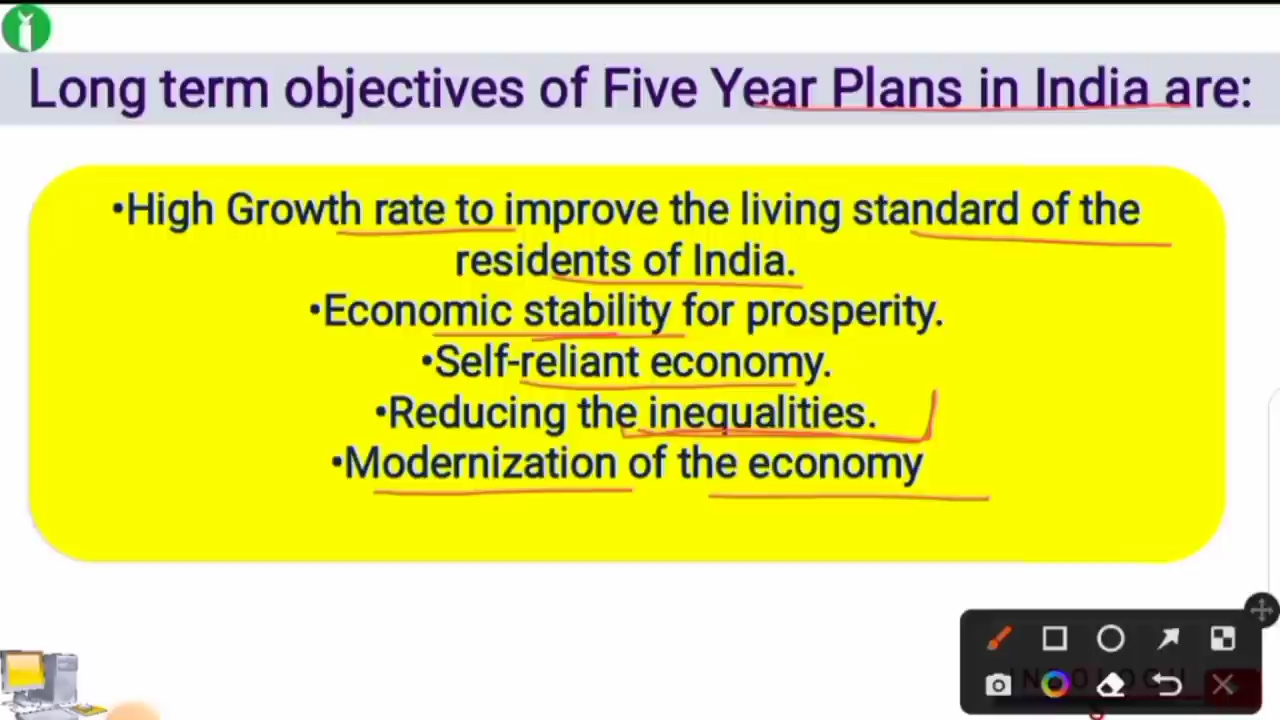 Long term objectives of Five Year Plans in India are:
•High Growth rate to improve the living standard of the
residents of India.
•Economic stability for prosperity.
•Self-reliant economy.
•Reducing the inequalities.
•Modernization of the economy